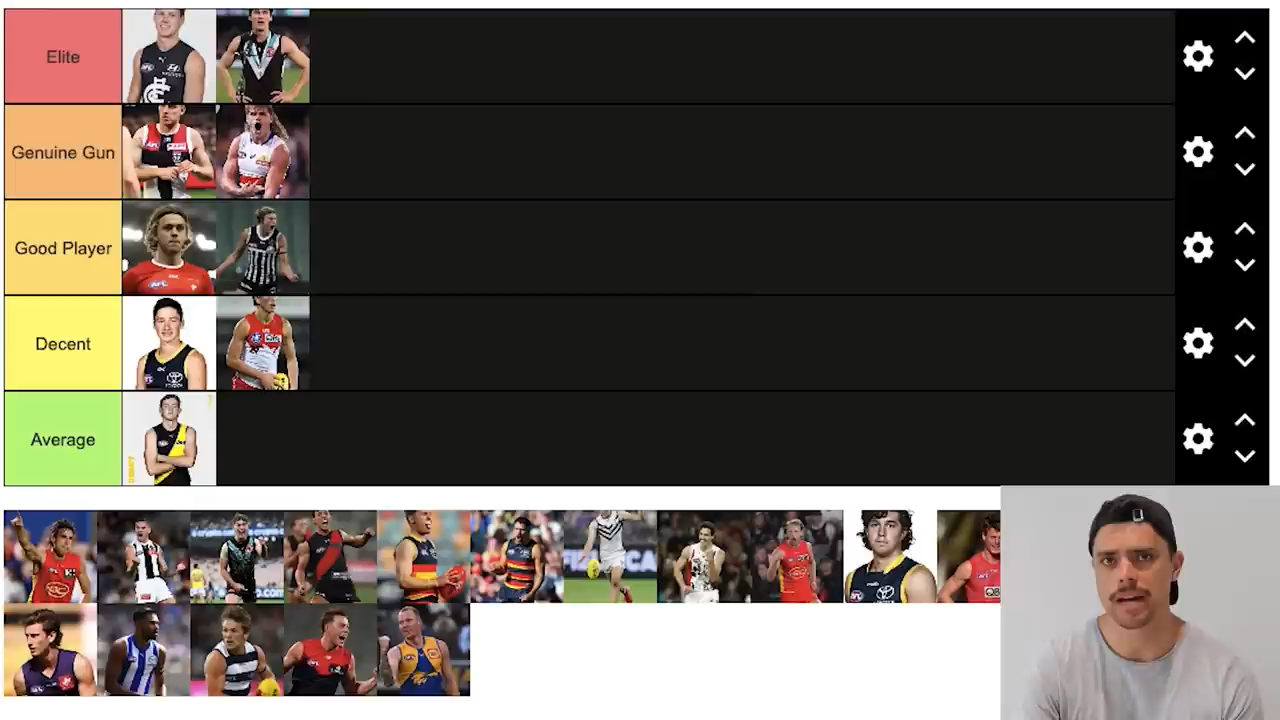 Elite
Genuine Gun
Good Player
Decent
Average